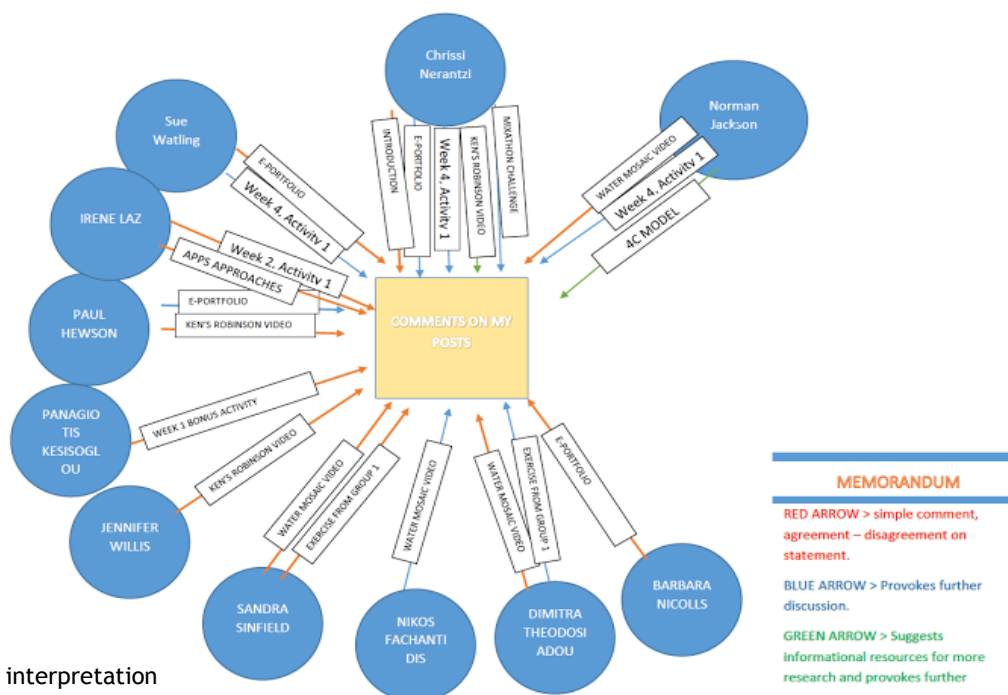 Chrissi
Nerantzi
INTRODUCTION
E-PORTFOLIO
Week 4, Activity 1
KEN'S ROBINSON VIDEO
MIXATHON CHALLENGE
Norman
Jackson
WATER MOSAIC VIDEO
Week 4, Activity 1
4C MODEL
Sue
Watling
E-PORTFOLIO
Week 4, Activity 1
IRENE LAZ
Week 2, Activity 1
APPS APPROACHES
PAUL
HEWSON
E-PORTFOLIO
KEN'S ROBINSON VIDEO
COMMENTS ON MY
POSTS
PANAGIO
TIS
KESISOGL
OU
WEEK 1 BONUS ACTIVITY
JENNIFER
WILLIS
KEN'S ROBINSON VIDEO
SANDRA
SINFIELD
WATER MOSAIC VIDEO
EXERCISE FROM GROUP 1
NIKOS
FACHANTI
DIS
WATER MOSAIC VIDEO
DIMITRA
THEODOSI
ADOU
WATER MOSAIC VIDEO
EXERCISE FROM GROUP 1
BARBARA
NICOLLS
E-PORTFOLIO
MEMORANDUM
RED ARROW > simple comment,
agreement – disagreement on
statement.
BLUE ARROW > Provokes further
discussion.
GREEN ARROW > Suggests
informational resources for more
research and provokes further
interpretation